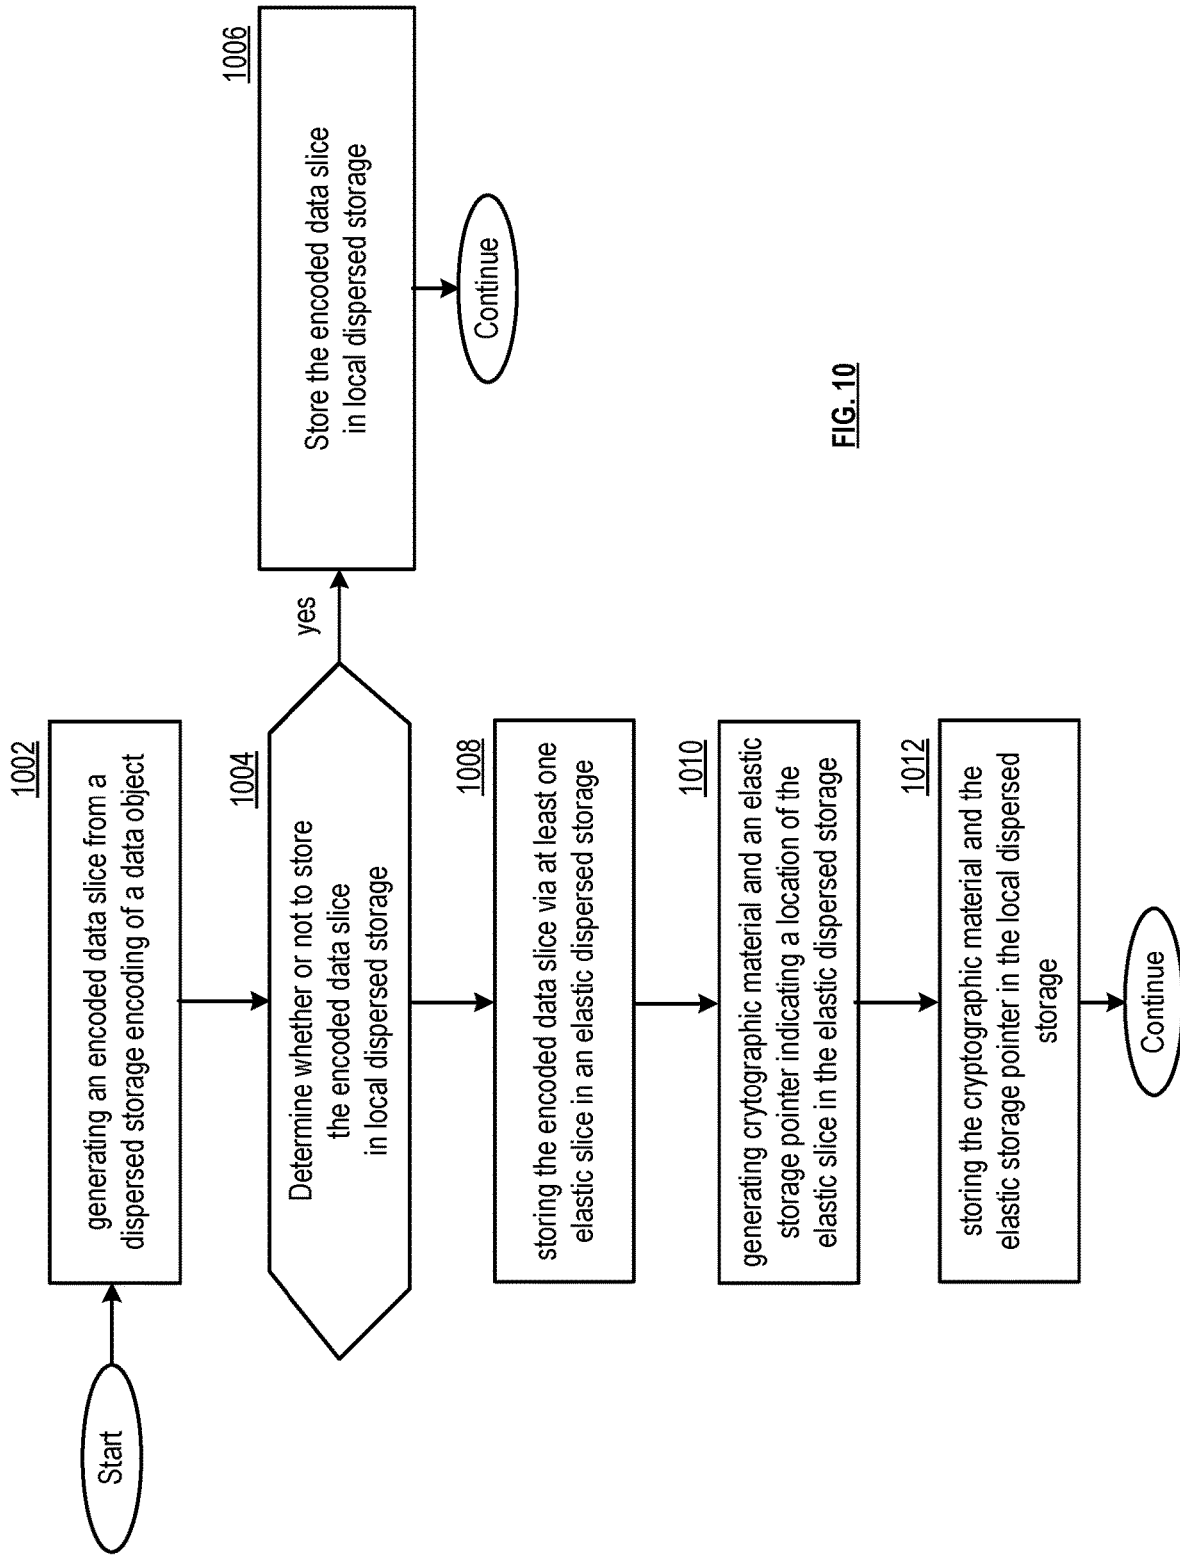 Start
1002
generating an encoded data slice from a
dispersed storage encoding of a data object
1004
Determine whether or not to store
the encoded data slice
in local dispersed storage
yes
1006
Store the encoded data slice
in local dispersed storage
Continue
1008
storing the encoded data slice via at least one
elastic slice in an elastic dispersed storage
1010
generating crytographic material and an elastic
storage pointer indicating a location of the
elastic slice in the elastic dispersed storage
1012
storing the cryptographic material and the
elastic storage pointer in the local dispersed
storage
Continue
FIG. 10